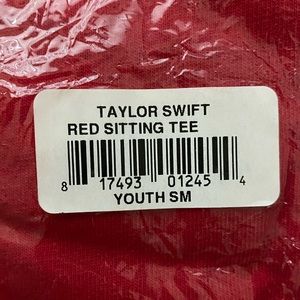 TAYLOR SWIFT
RED SITTING TEE
8 17493 01245 4
YOUTH SM